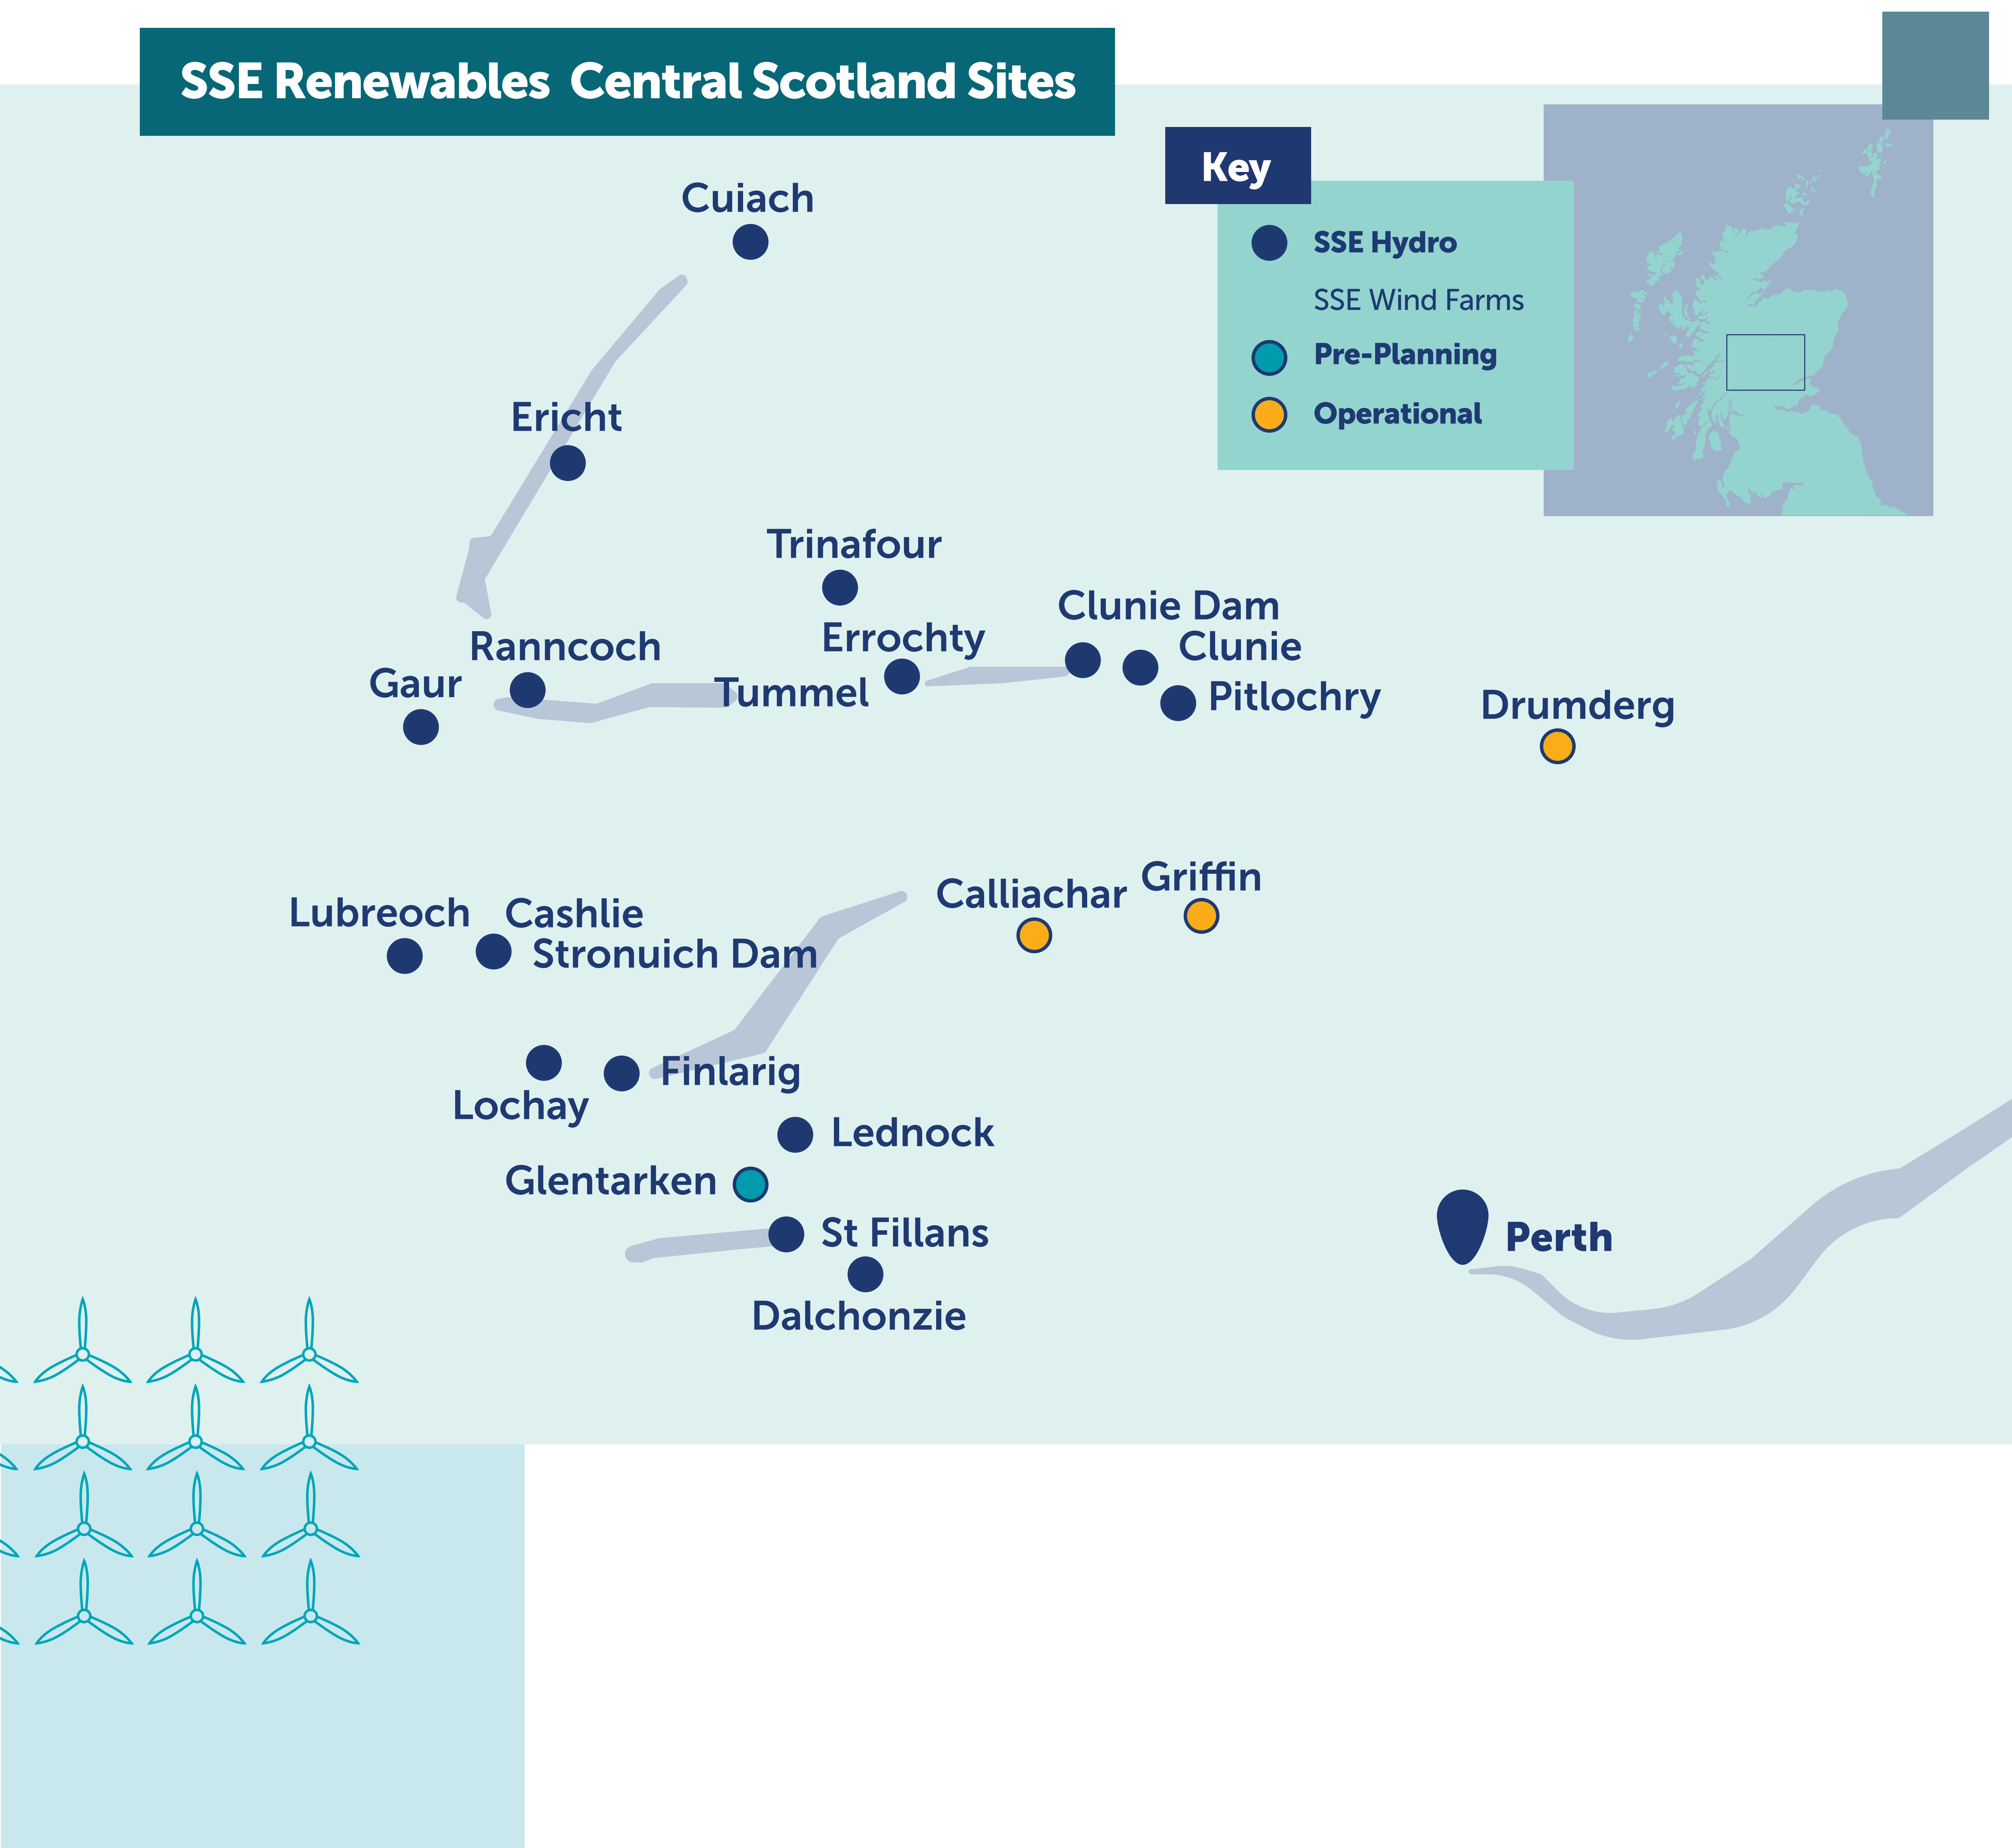 SSE Renewables Central Scotland Sites
Key
SSE Hydro
SSE Wind Farms
Pre-Planning
Operational
Cuiach
Ericht
Trinafour
Clunie Dam
Errochty
Clunie
Ranncoch
Gaur
Tummel
Pitlochry
Drumderg
Calliachar
Griffin
Lubreoch
Cashlie
Stronuich Dam
Finlarig
Lochay
Lednock
Glentarken
St Fillans
Perth
Dalchonzie